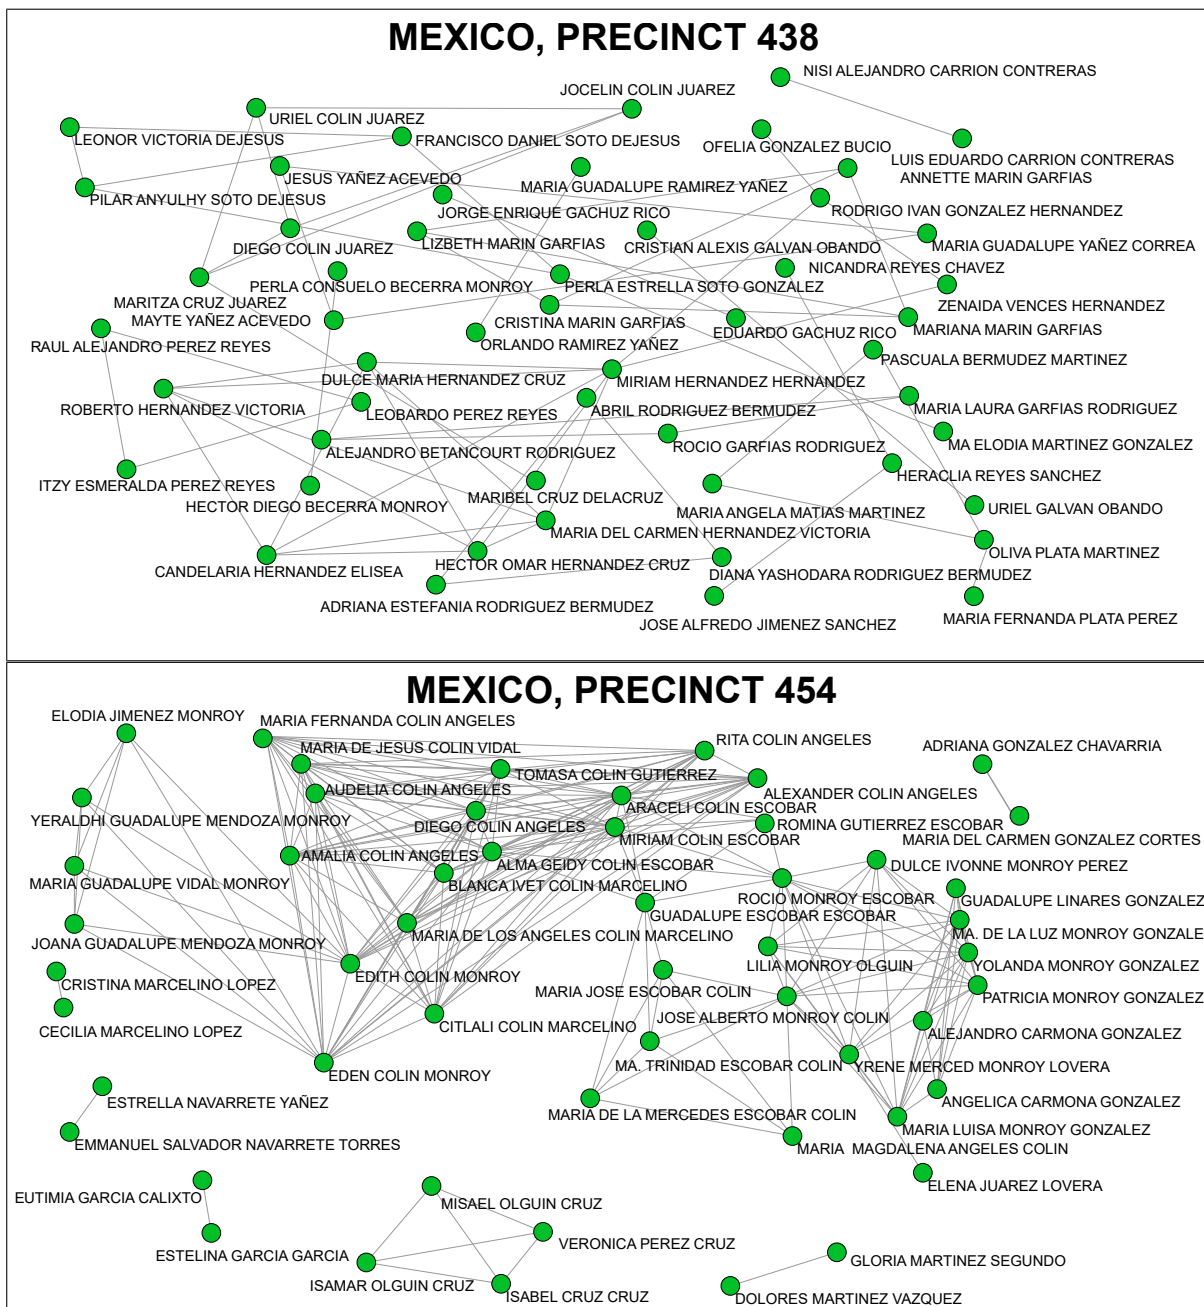 MEXICO, PRECINCT 438
NISI ALEJANDRO CARRION CONTRERAS
JOCELIN COLIN JUAREZ
URIEL COLIN JUAREZ
LEONOR VICTORIA DEJESUS
FRANCISCO DANIEL SOTO DEJESUS
OFELIA GONZALEZ BUCIO
LUIS EDUARDO CARRION CONTRERAS
ANNETTE MARIN GARFIAS
JESUS YAÑEZ ACEVEDO
MARIA GUADALUPE RAMIREZ YAÑEZ
PILAR ANYULHY SOTO DEJESUS
RODRIGO IVAN GONZALEZ HERNANDEZ
JORGE ENRIQUE GACHUZ RICO
DIEGO COLIN JUAREZ
LIZBETH MARIN GARFIAS
CRISTIAN ALEXIS GALVAN OBANDO
MARIA GUADALUPE YAÑEZ CORREA
NICANDRA REYES CHAVEZ
PERLA CONSUELO BECERRA MONROY
PERLA ESTRELLA SOTO GONZALEZ
MARITZA CRUZ JUAREZ
ZENAIDA VENCES HERNANDEZ
MAYTE YAÑEZ ACEVEDO
CRISTINA MARIN GARFIAS
EDUARDO GACHUZ RICO
MARIANA MARIN GARFIAS
RAUL ALEJANDRO PEREZ REYES
ORLANDO RAMIREZ YAÑEZ
PASCUALA BERMUDEZ MARTINEZ
DULCE MARIA HERNANDEZ CRUZ
MIRIAM HERNANDEZ HERNANDEZ
ROBERTO HERNANDEZ VICTORIA
LEOBARDO PEREZ REYES
ABRIL RODRIGUEZ BERMUDEZ
MARIA LAURA GARFIAS RODRIGUEZ
ROCIO GARFIAS RODRIGUEZ
MA ELODIA MARTINEZ GONZALEZ
ALEJANDRO BETANCOURT RODRIGUEZ
HERACLIA REYES SANCHEZ
ITZY ESMERALDA PEREZ REYES
MARIBEL CRUZ DELACRUZ
HECTOR DIEGO BECERRA MONROY
MARIA ANGELA MATIAS MARTINEZ
URIEL GALVAN OBANDO
MARIA DEL CARMEN HERNANDEZ VICTORIA
OLIVA PLATA MARTINEZ
CANDELARIA HERNANDEZ ELISEA
HECTOR OMAR HERNANDEZ CRUZ
DIANA YASHODARA RODRIGUEZ BERMUDEZ
ADRIANA ESTEFANIA RODRIGUEZ BERMUDEZ
JOSE ALFREDO JIMENEZ SANCHEZ
MARIA FERNANDA PLATA PEREZ
MEXICO, PRECINCT 454
ELODIA JIMENEZ MONROY
MARIA FERNANDA COLIN ANGELES
RITA COLIN ANGELES
MARIA DE JESUS COLIN VIDAL
ADRIANA GONZALEZ CHAVARRIA
TOMASA COLIN GUTIERREZ
AUDELIA COLIN ANGELES
ALEXANDER COLIN ANGELES
ARACELI COLIN ESCOBAR
YERALDHI GUADALUPE MENDOZA MONROY
DIEGO COLIN ANGELES
ROMINA GUTIERREZ ESCOBAR
MIRIAM COLIN ESCOBAR
MARIA DEL CARMEN GONZALEZ CORTES
AMALIA COLIN ANGELES
ALMA GEIDY COLIN ESCOBAR
DULCE IVONNE MONROY PEREZ
MARIA GUADALUPE VIDAL MONROY
BLANCA IVET COLIN MARCELINO
ROCIO MONROY ESCOBAR
GUADALUPE LINARES GONZALEZ
GUADALUPE ESCOBAR ESCOBAR
MARIA DE LOS ANGELES COLIN MARCELINO
MA. DE LA LUZ MONROY GONZALE
JOANA GUADALUPE MENDOZA MONROY
LILIA MONROY OLGUIN
YOLANDA MONROY GONZALEZ
EDITH COLIN MONROY
CRISTINA MARCELINO LOPEZ
MARIA JOSE ESCOBAR COLIN
PATRICIA MONROY GONZALEZ
JOSE ALBERTO MONROY COLIN
CITLALI COLIN MARCELINO
CECILIA MARCELINO LOPEZ
ALEJANDRO CARMONA GONZALEZ
MA. TRINIDAD ESCOBAR COLIN
YRENE MERCED MONROY LOVERA
EDEN COLIN MONROY
ANGELICA CARMONA GONZALEZ
ESTRELLA NAVARRETE YAÑEZ
MARIA DE LA MERCEDES ESCOBAR COLIN
MARIA LUISA MONROY GONZALEZ
EMMANUEL SALVADOR NAVARRETE TORRES
MARIA MAGDALENA ANGELES COLIN
ELENA JUAREZ LOVERA
EUTIMIA GARCIA CALIXTO
MISAEL OLGUIN CRUZ
VERONICA PEREZ CRUZ
ESTELINA GARCIA GARCIA
GLORIA MARTINEZ SEGUNDO
ISAMAR OLGUIN CRUZ
ISABEL CRUZ CRUZ
DOLORES MARTINEZ VAZQUEZ